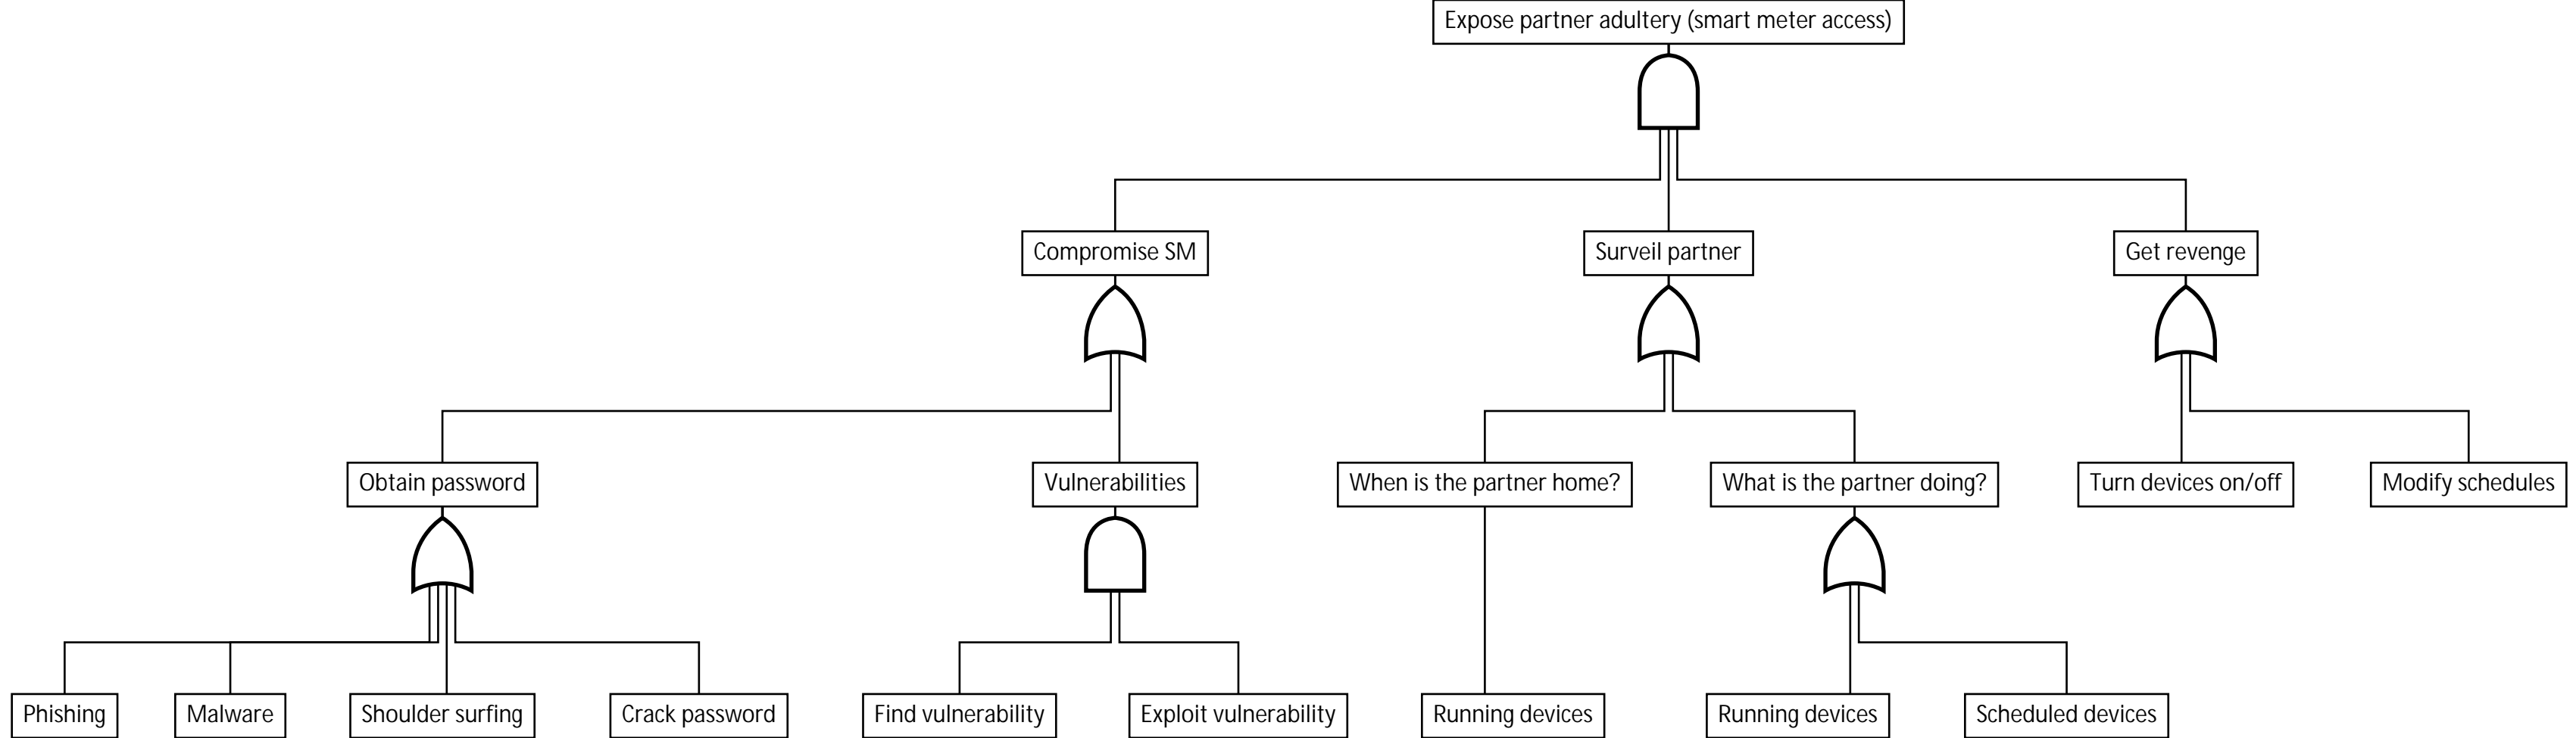 Expose partner adultery (smart meter access)
Compromise SM
Surveil partner
Get revenge
Obtain password
Vulnerabilities
When is the partner home?
What is the partner doing?
Turn devices on/off
Modify schedules
Phishing
Malware
Shoulder surfing
Crack password
Find vulnerability
Exploit vulnerability
Running devices
Running devices
Scheduled devices